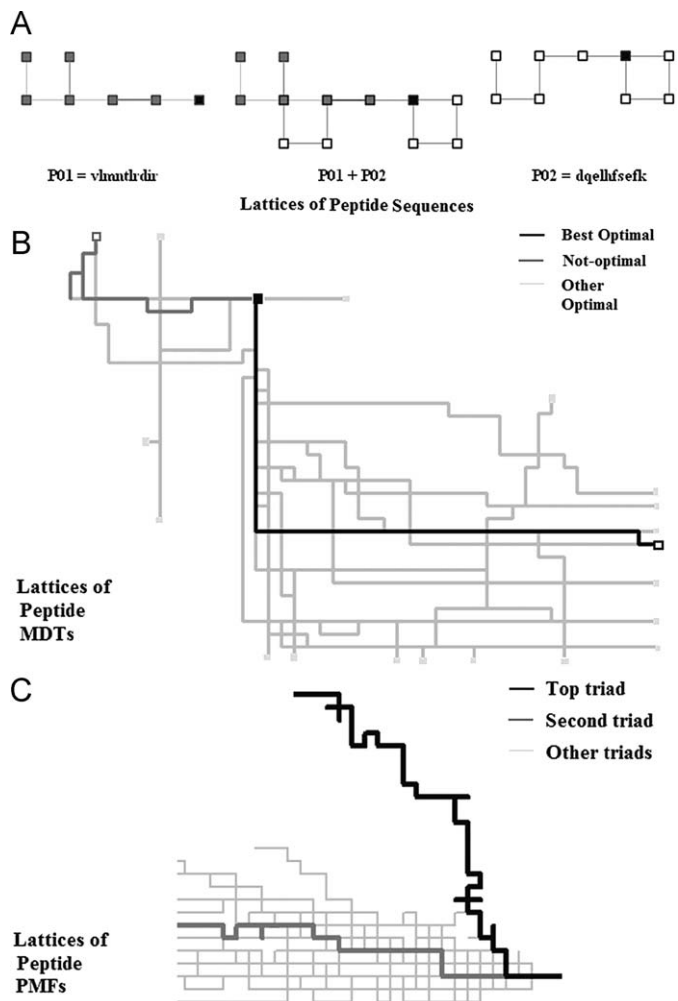 A
P01 = vlmnthrdir
P01 + P02
P02 = dqelhfsefk
Lattices of Peptide Sequences
B
Best Optimal
Not-optimal
Other
Optimal
Lattices of
Peptide
MDTs
C
Top triad
Second triad
Other triads
Lattices of
Peptide
PMFs